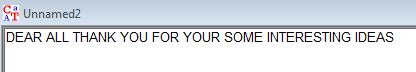 Unnamed2
DEAR ALL THANK YOU FOR YOUR SOME INTERESTING IDEAS